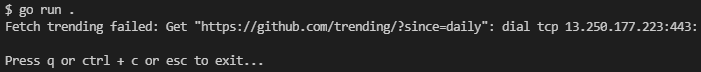 $ go run .
Fetch trending failed: Get "https://github.com/trending/?since=daily": dial tcp 13.250.177.223:443:
Press q or ctrl + c or esc to exit...